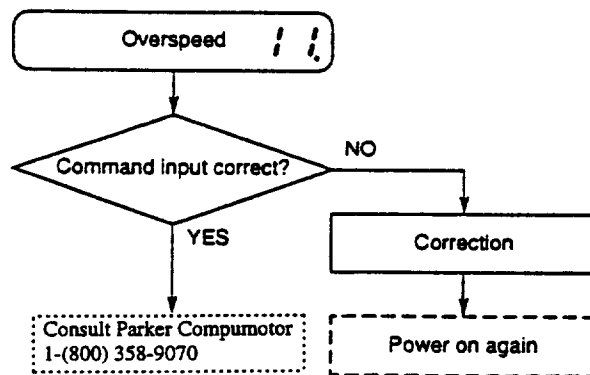 Overspeed 11.
Command input correct?
NO
YES
Correction
Consult Parker Compumotor
1-(800) 358-9070
Power on again